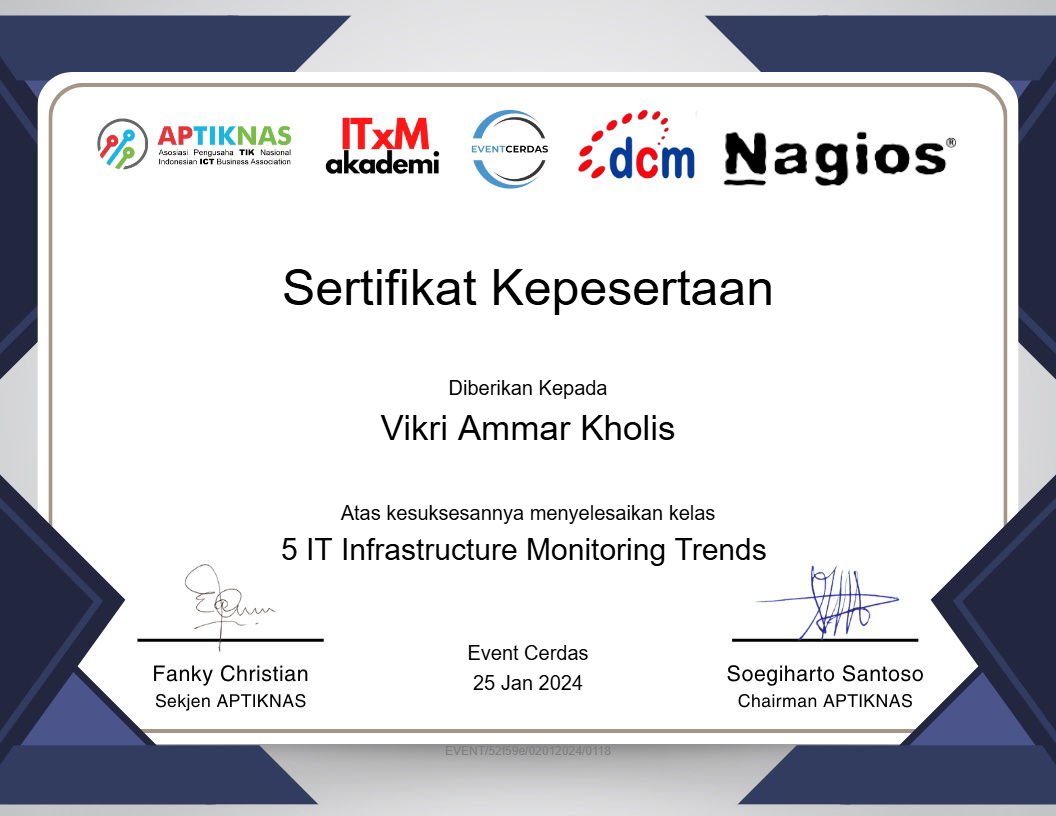 APTIKNAS
Asosiasi Pengusaha TIK Nasional
Indonesian ICT Business Association
ITxM
akademi
EVENTCERDAS
dcm
Nagios®
Sertifikat Kepesertaan
Diberikan Kepada
Vikri Ammar Kholis
Atas kesuksesannya menyelesaikan kelas
5 IT Infrastructure Monitoring Trends
Fanky Christian
Sekjen APTIKNAS
Event Cerdas
25 Jan 2024
Soegiharto Santoso
Chairman APTIKNAS
EVENT/52f59e/02012024/0118